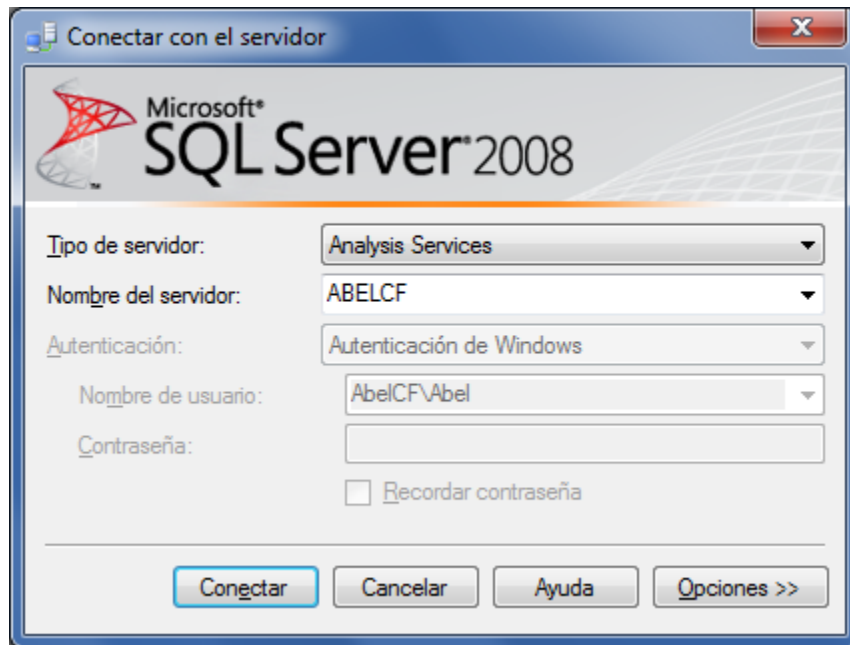 Conectar con el servidor
Microsoft®
SQL Server® 2008
Tipo de servidor: Analysis Services
Nombre del servidor: ABELCF
Autenticación: Autenticación de Windows
Nombre de usuario: AbelCF\Abel
Contraseña:
Recordar contraseña
Conectar Cancelar Ayuda Opciones >>